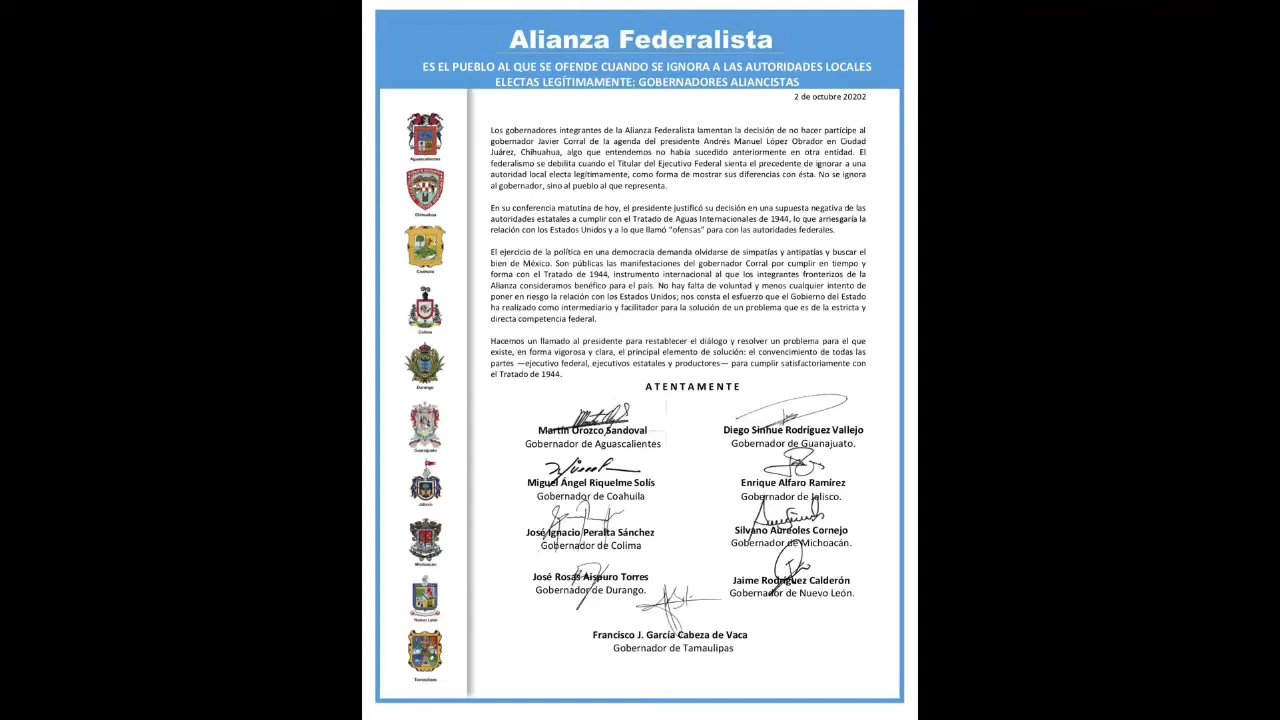 Alianza Federalista
ES EL PUEBLO AL QUE SE OFENDE CUANDO SE IGNORA A LAS AUTORIDADES LOCALES
ELECTAS LEGÍTIMAMENTE: GOBERNADORES ALIANCISTAS
2 de octubre 20202
Los gobernadores integrantes de la Alianza Federalista lamentan la decisión de no hacer partícipe al
gobernador Javier Corral de la agenda del presidente Andrés Manuel López Obrador en Ciudad
Juárez, Chihuahua, algo que entendemos no había sucedido anteriormente en otra entidad. El
federalismo se debilita cuando el Titular del Ejecutivo Federal sienta el precedente de ignorar a una
autoridad local electa legítimamente, como forma de mostrar sus diferencias con ésta. No se ignora
al gobernador, sino al pueblo al que representa.
En su conferencia matutina de hoy, el presidente justificó su decisión en una supuesta negativa de las
autoridades estatales a cumplir con el Tratado de Aguas Internacionales de 1944, lo que arriesgaría la
relación con los Estados Unidos y a lo que llamó "ofensas" para con las autoridades federales.
El ejercicio de la política en una democracia demanda olvidarse de simpatías y antipatías y buscar el
bien de México. Son públicas las manifestaciones del gobernador Corral por cumplir en tiempo y
forma con el Tratado de 1944, instrumento internacional al que los integrantes fronterizos de la
Alianza consideramos benéfico para el país. No hay falta de voluntad y menos cualquier intento de
poner en riesgo la relación con los Estados Unidos; nos consta el esfuerzo que el Gobierno del Estado
ha realizado como intermediario y facilitador para la solución de un problema que es de la estricta y
directa competencia federal.
Hacemos un llamado al presidente para restablecer el diálogo y resolver un problema para el que
existe, en forma vigorosa y clara, el principal elemento de solución: el convencimiento de todas las
partes —ejecutivo federal, ejecutivos estatales y productores— para cumplir satisfactoriamente con
el Tratado de 1944.
A T E N T A M E N T E
Martín Orozco Sandoval
Gobernador de Aguascalientes
Diego Sinhue Rodríguez Vallejo
Gobernador de Guanajuato.
Miguel Ángel Riquelme Solís
Gobernador de Coahuila
Enrique Alfaro Ramírez
Gobernador de Jalisco.
José Ignacio Peralta Sánchez
Gobernador de Colima
Silvano Aureoles Cornejo
Gobernador de Michoacán.
José Rosas Aispuro Torres
Gobernador de Durango.
Jaime Rodríguez Calderón
Gobernador de Nuevo León.
Francisco J. García Cabeza de Vaca
Gobernador de Tamaulipas
Aguascalientes
Chihuahua
Coahuila
Colima
Durango
Guanajuato
Jalisco
Michoacán
Nuevo León
Tamaulipas